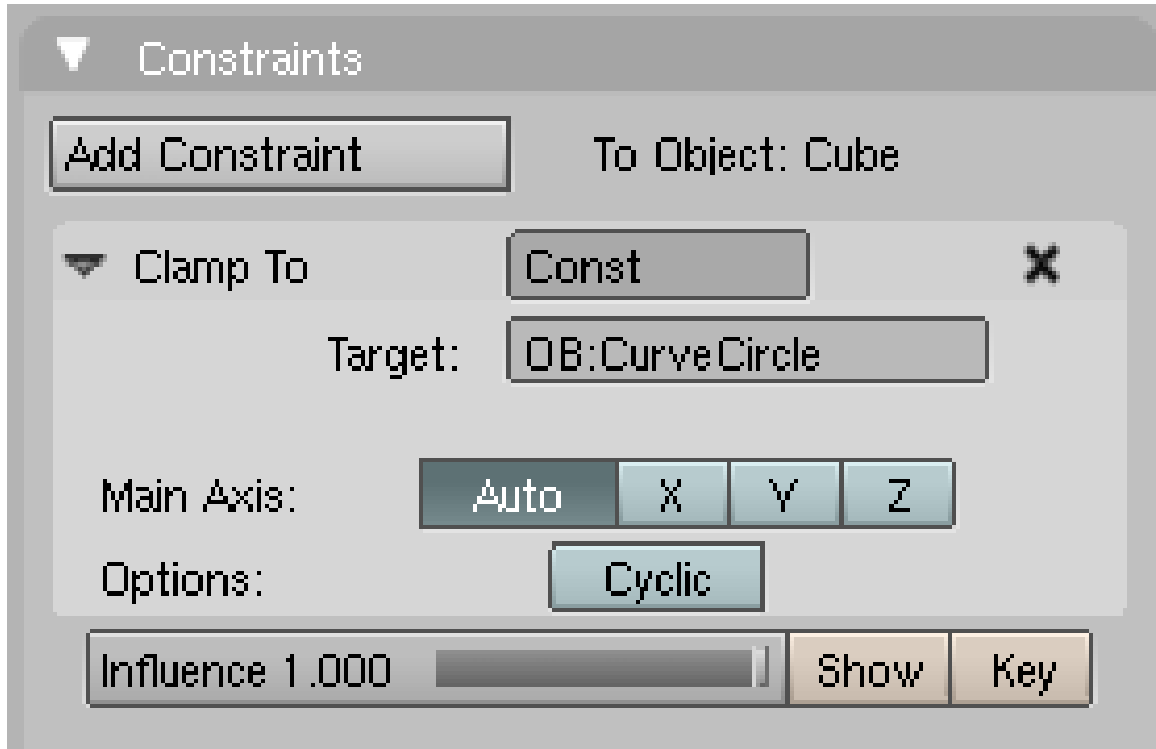 Constraints
Add Constraint To Object: Cube
Clamp To Const
Target: OB:CurveCircle
Main Axis: Auto X Y Z
Options: Cyclic
Influence 1.000 Show Key